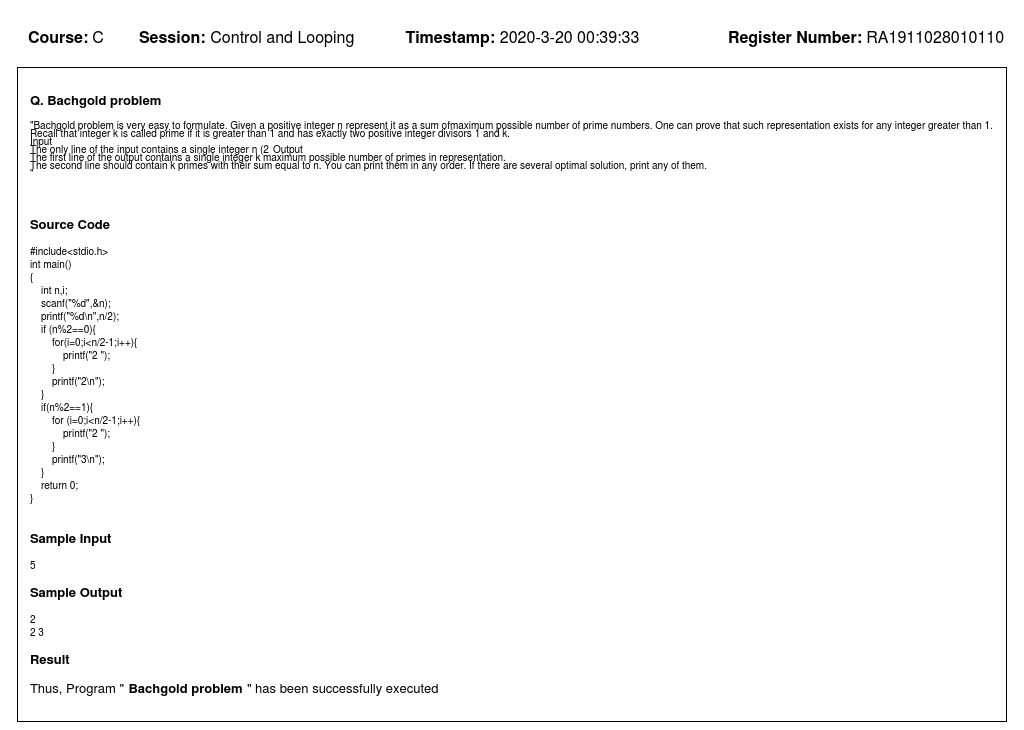 Course: C Session: Control and Looping Timestamp: 2020-3-20 00:39:33 Register Number: RA1911028010110
Q. Bachgold problem
"Bachgold problem is very easy to formulate. Given a positive integer n represent it as a sum ofmaximum possible number of prime numbers. One can prove that such representation exists for any integer greater than 1.
Recall that integer k is called prime if it is greater than 1 and has exactly two positive integer divisors 1 and k.
Input
The only line of the input contains a single integer n (2 Output
The first line of the output contains a single integer k maximum possible number of primes in representation.
The second line should contain k primes with their sum equal to n. You can print them in any order. If there are several optimal solution, print any of them.
"
Source Code
#include<stdio.h>
int main()
{
int n,i;
scanf("%d",&n);
printf("%d\n",n/2);
if (n%2==0){
for(i=0;i<n/2-1;i++){
printf("2 ");
}
printf("2\n");
}
if(n%2==1){
for (i=0;i<n/2-1;i++){
printf("2 ");
}
printf("3\n");
}
return 0;
}
Sample Input
5
Sample Output
2
2 3
Result
Thus, Program " Bachgold problem " has been successfully executed